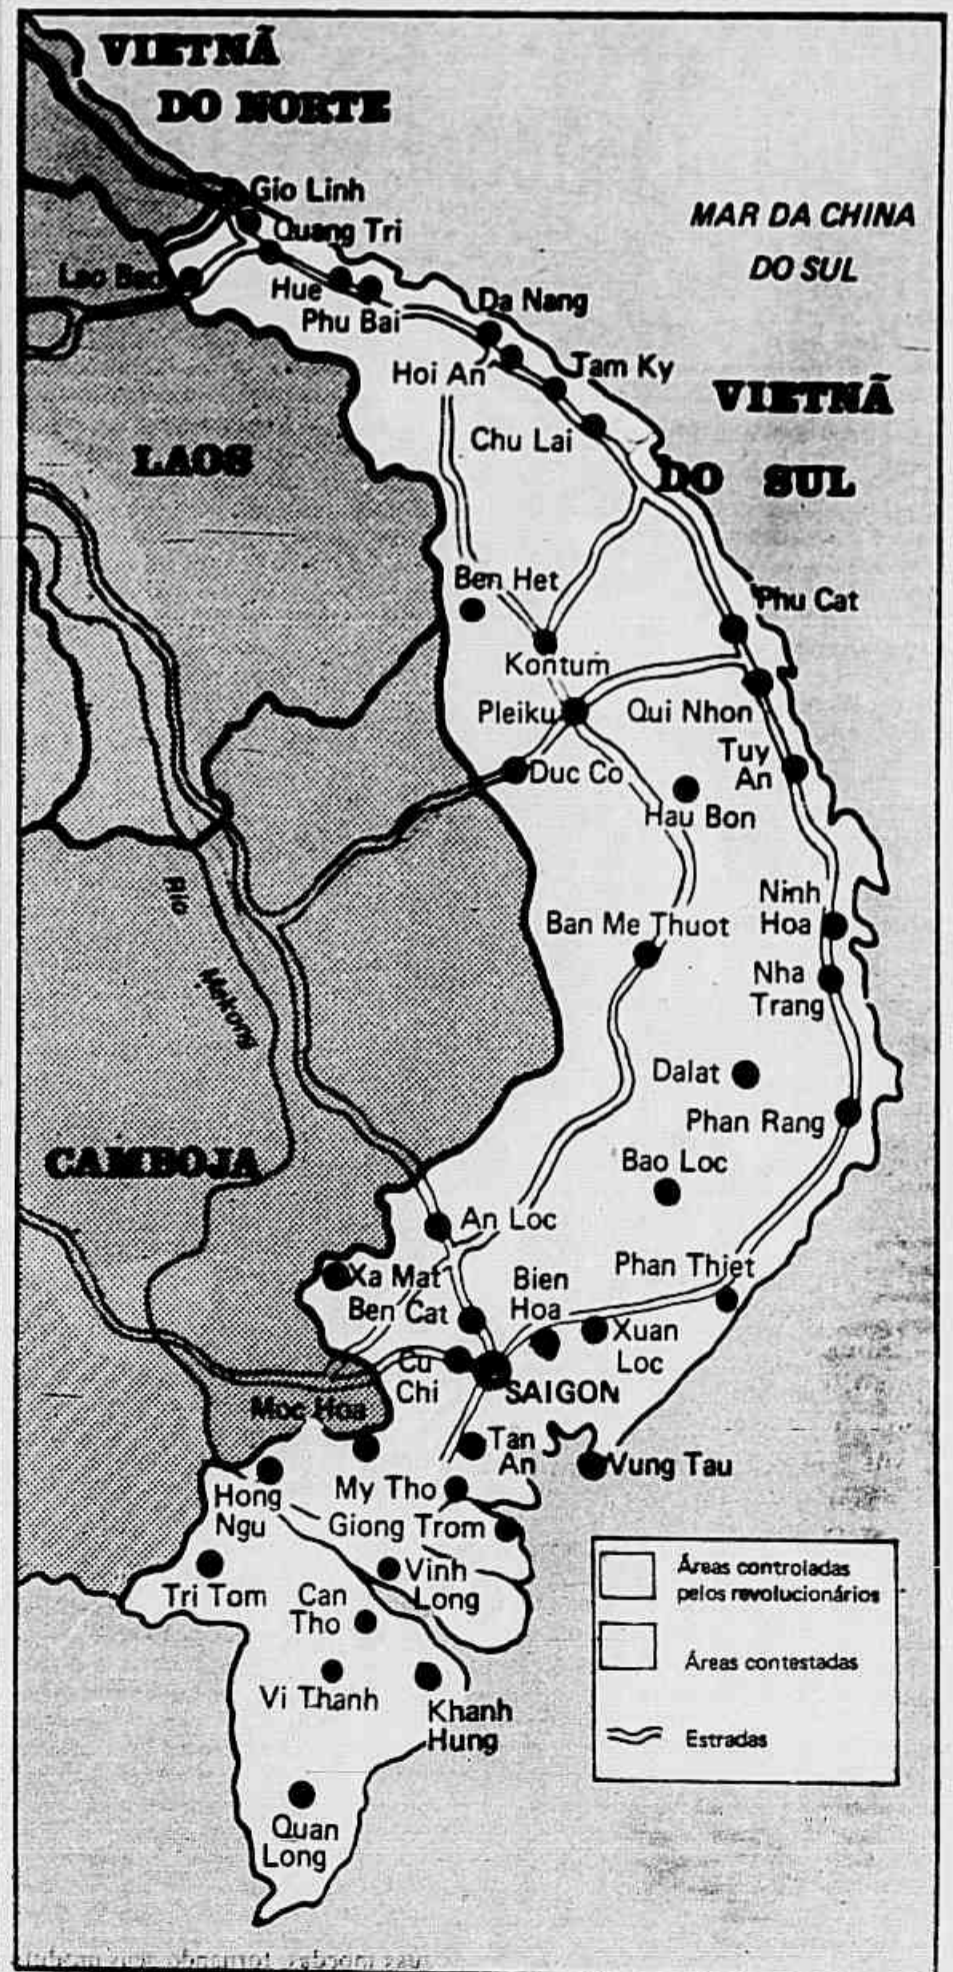 VIETNÃ
DO NORTE
Gio Linh
Quang Tri
MAR DA CHINA
DO SUL
Lao Bao
Hue
Phu Bai
Da Nang
Hoi An
Tam Ky
VIETNÃ
Chu Lai
LAOS
DO SUL
Ben Het
Phu Cat
Kontum
Pleiku
Qui Nhon
Tuy
An
Duc Co
Hau Bon
Rio
Mekong
Ninh
Hoa
Ban Me Thuot
Nha
Trang
Dalat
Phan Rang
CAMBOJA
Bao Loc
An Loc
Phan Thiet
Xa Mat
Bien
Hoa
Ben Cat
Xuan
Loc
Cu
Chi
SAIGON
Moc Hoa
Tan
An
Vung Tau
Hong
Ngu
My Tho
Giong Trom
Vinh
Long
Tri Tom
Can
Tho
Vi Thanh
Khanh
Hung
Quan
Long
Áreas controladas
pelos revolucionários
Áreas contestadas
Estradas